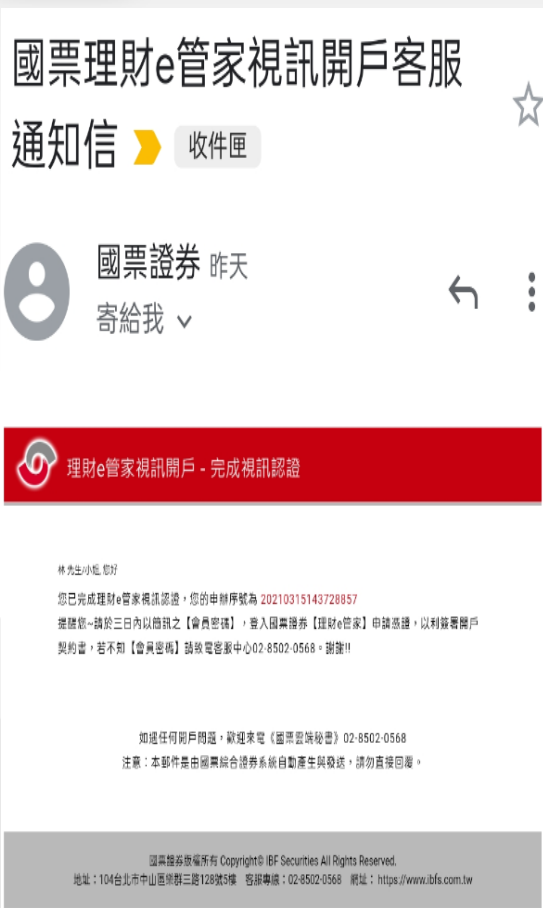 國票理財e管家視訊開戶客服
通知信 收件匣
國票證券 昨天
寄給我
理財e管家視訊開戶 - 完成視訊認證
林 先生/小姐, 您好
您已完成理財e管家視訊認證,您的申辦序號為 20210315143728857
提醒您~請於三日內以簡訊之【會員密碼】,登入國票證券【理財e管家】申請憑證,以利簽署開戶
契約書,若不知【會員密碼】請致電客服中心02-8502-0568。謝謝!!
如遇任何開戶問題,歡迎來電《國票雲端秘書》02-8502-0568
注意:本郵件是由國票綜合證券系統自動產生與發送,請勿直接回覆。
國票證券版權所有 Copyright© IBF Securities All Rights Reserved.
地址:104台北市中山區樂群三路128號5樓 客服專線:02-8502-0568 網址: https://www.ibfs.com.tw